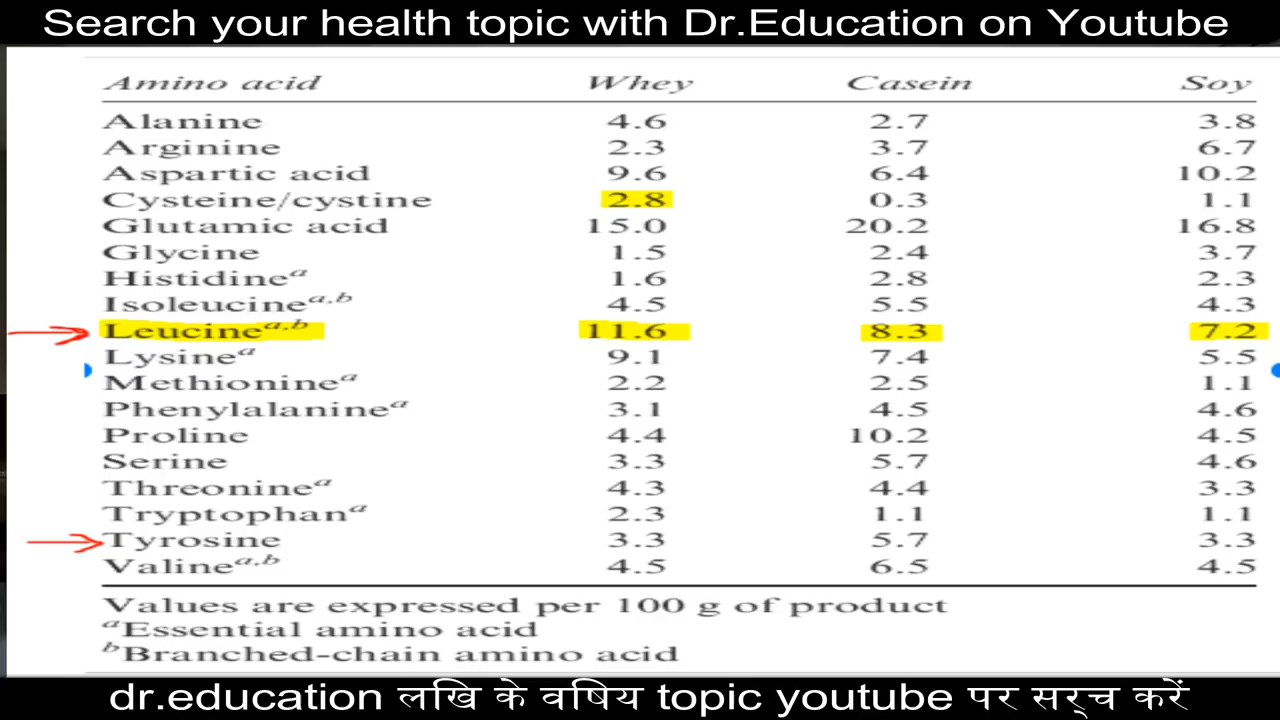 Search your health topic with Dr.Education on Youtube
Amino acid Whey Casein Soy
Alanine 4.6 2.7 3.8
Arginine 2.3 3.7 6.7
Aspartic acid 9.6 6.4 10.2
Cysteine/cystine 2.8 0.3 1.1
Glutamic acid 15.0 20.2 16.8
Glycine 1.5 2.4 3.7
Histidineᵃ 1.6 2.8 2.3
Isoleucineᵃ,ᵇ 4.5 5.5 4.3
Leucineᵃ,ᵇ 11.6 8.3 7.2
Lysineᵃ 9.1 7.4 5.5
Methionineᵃ 2.2 2.5 1.1
Phenylalanineᵃ 3.1 4.5 4.6
Proline 4.4 10.2 4.5
Serine 3.3 5.7 4.6
Threonineᵃ 4.3 4.4 3.3
Tryptophanᵃ 2.3 1.1 1.1
Tyrosine 3.3 5.7 3.3
Valineᵃ,ᵇ 4.5 6.5 4.5
Values are expressed per 100 g of product
ᵃEssential amino acid
ᵇBranched-chain amino acid
dr.education लखि के वषिय topic youtube पर सर्च करें